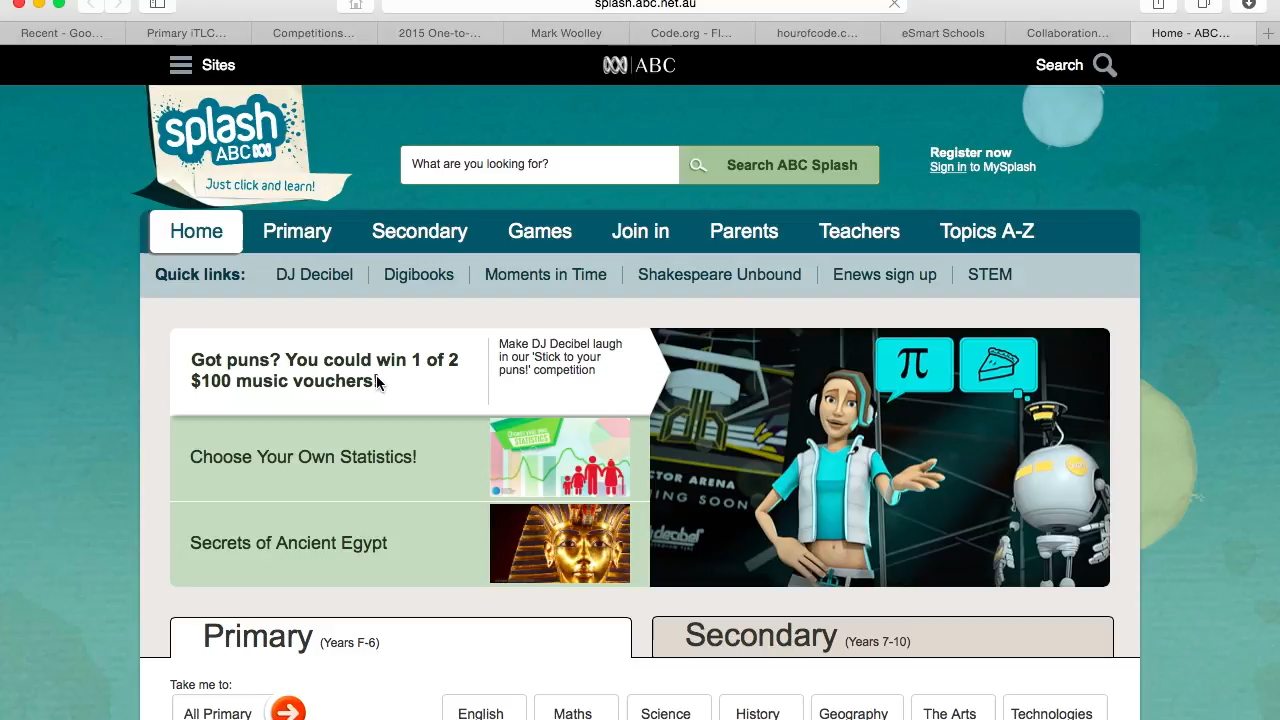 splash.abc.net.au
Recent - Goo... Primary iTLC... Competitions... 2015 One-to-... Mark Woolley Code.org - Fl... hourofcode.c... eSmart Schools Collaboration... Home - ABC...
Sites ABC Search
splash
ABC
Just click and learn!
What are you looking for? Search ABC Splash
Register now
Sign in to MySplash
Home Primary Secondary Games Join in Parents Teachers Topics A-Z
Quick links: DJ Decibel Digibooks Moments in Time Shakespeare Unbound Enews sign up STEM
Got puns? You could win 1 of 2
$100 music vouchers!
Make DJ Decibel laugh
in our 'Stick to your
puns!' competition
π
CTOR ARENA
OMING SOON
decibel
Choose Your Own Statistics!
STATISTICS!
Secrets of Ancient Egypt
Primary (Years F-6)
Secondary (Years 7-10)
Take me to:
All Primary English Maths Science History Geography The Arts Technologies